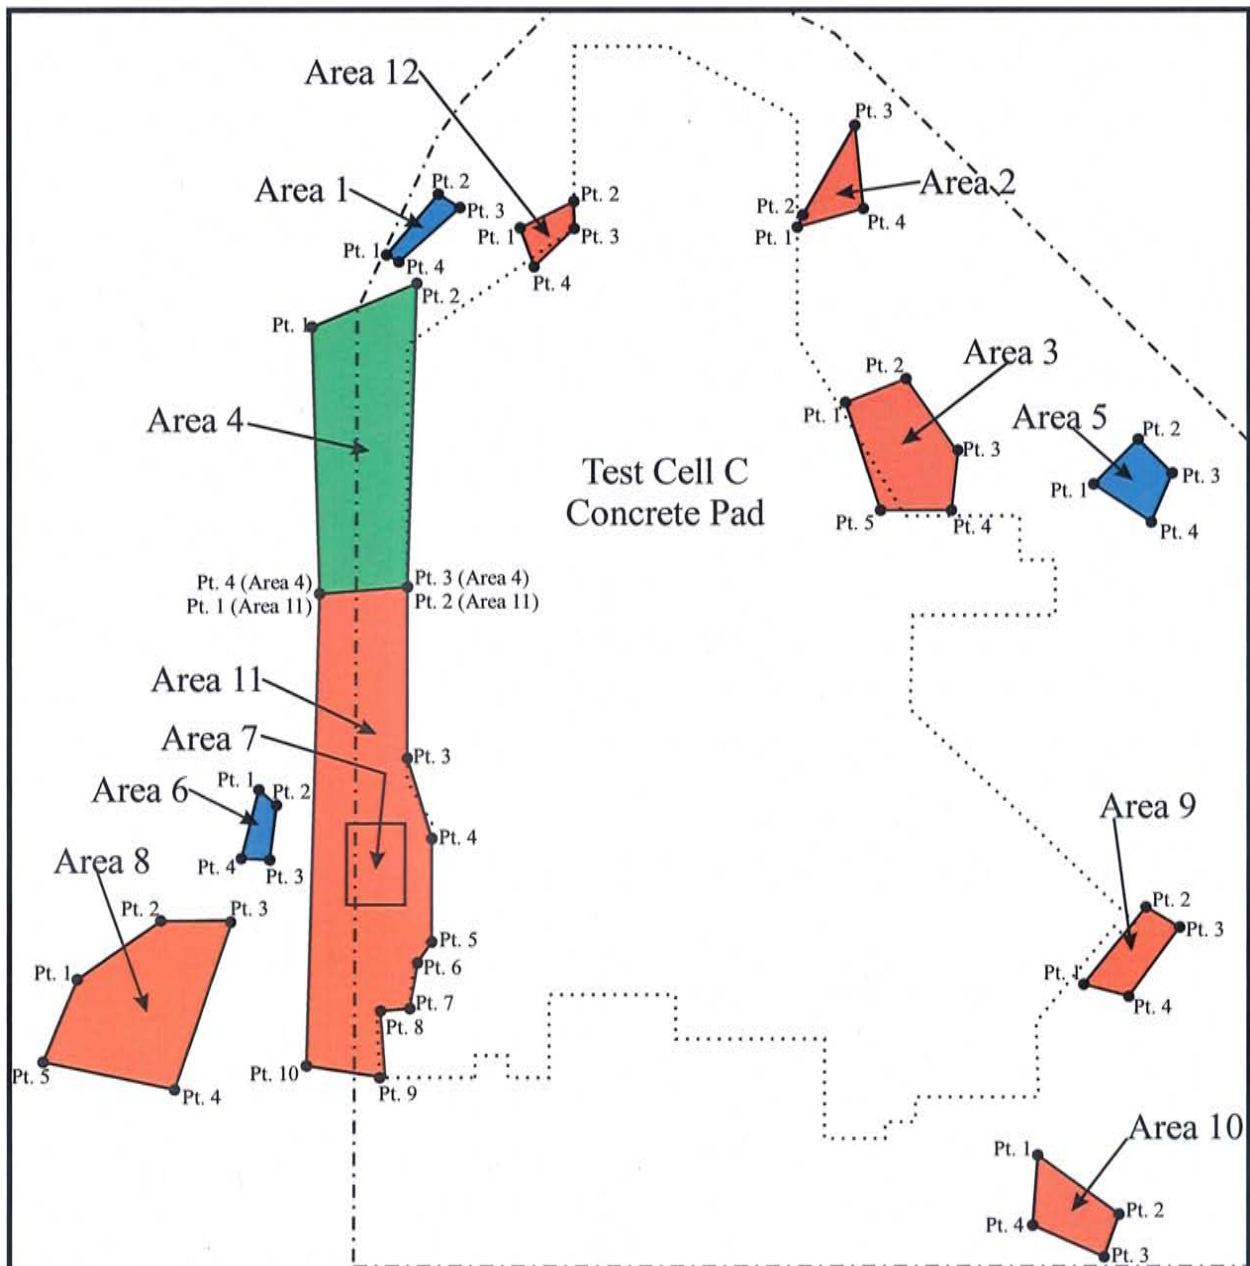 Area 12
Pt. 3
Area 1
Pt. 2
Pt. 3
Pt. 1
Pt. 4
Pt. 2
Pt. 1
Pt. 3
Pt. 4
Area 2
Pt. 2
Pt. 1
Pt. 4
Pt. 2
Pt. 1
Area 3
Pt. 2
Pt. 1
Pt. 3
Pt. 5
Pt. 4
Area 5
Pt. 2
Pt. 1
Pt. 3
Pt. 4
Area 4
Test Cell C
Concrete Pad
Pt. 4 (Area 4)
Pt. 1 (Area 11)
Pt. 3 (Area 4)
Pt. 2 (Area 11)
Area 11
Area 7
Pt. 3
Pt. 1
Pt. 2
Area 6
Pt. 4
Pt. 3
Pt. 4
Area 8
Pt. 2
Pt. 3
Pt. 1
Pt. 5
Pt. 4
Pt. 5
Pt. 6
Pt. 7
Pt. 8
Pt. 10
Pt. 9
Area 9
Pt. 2
Pt. 3
Pt. 1
Pt. 4
Area 10
Pt. 1
Pt. 2
Pt. 4
Pt. 3